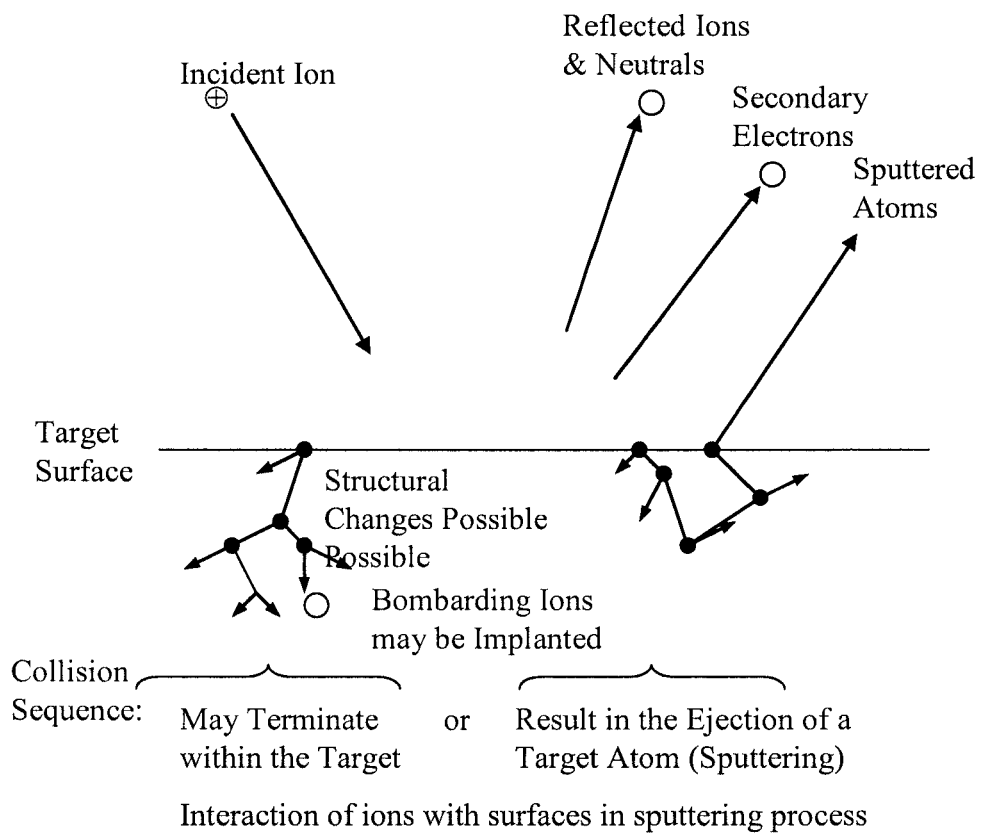 Reflected Ions
& Neutrals
Incident Ion
Secondary
Electrons
Sputtered
Atoms
Target
Surface
Structural
Changes Possible
Possible
Bombarding Ions
may be Implanted
Collision
Sequence:
May Terminate
within the Target
or
Result in the Ejection of a
Target Atom (Sputtering)
Interaction of ions with surfaces in sputtering process